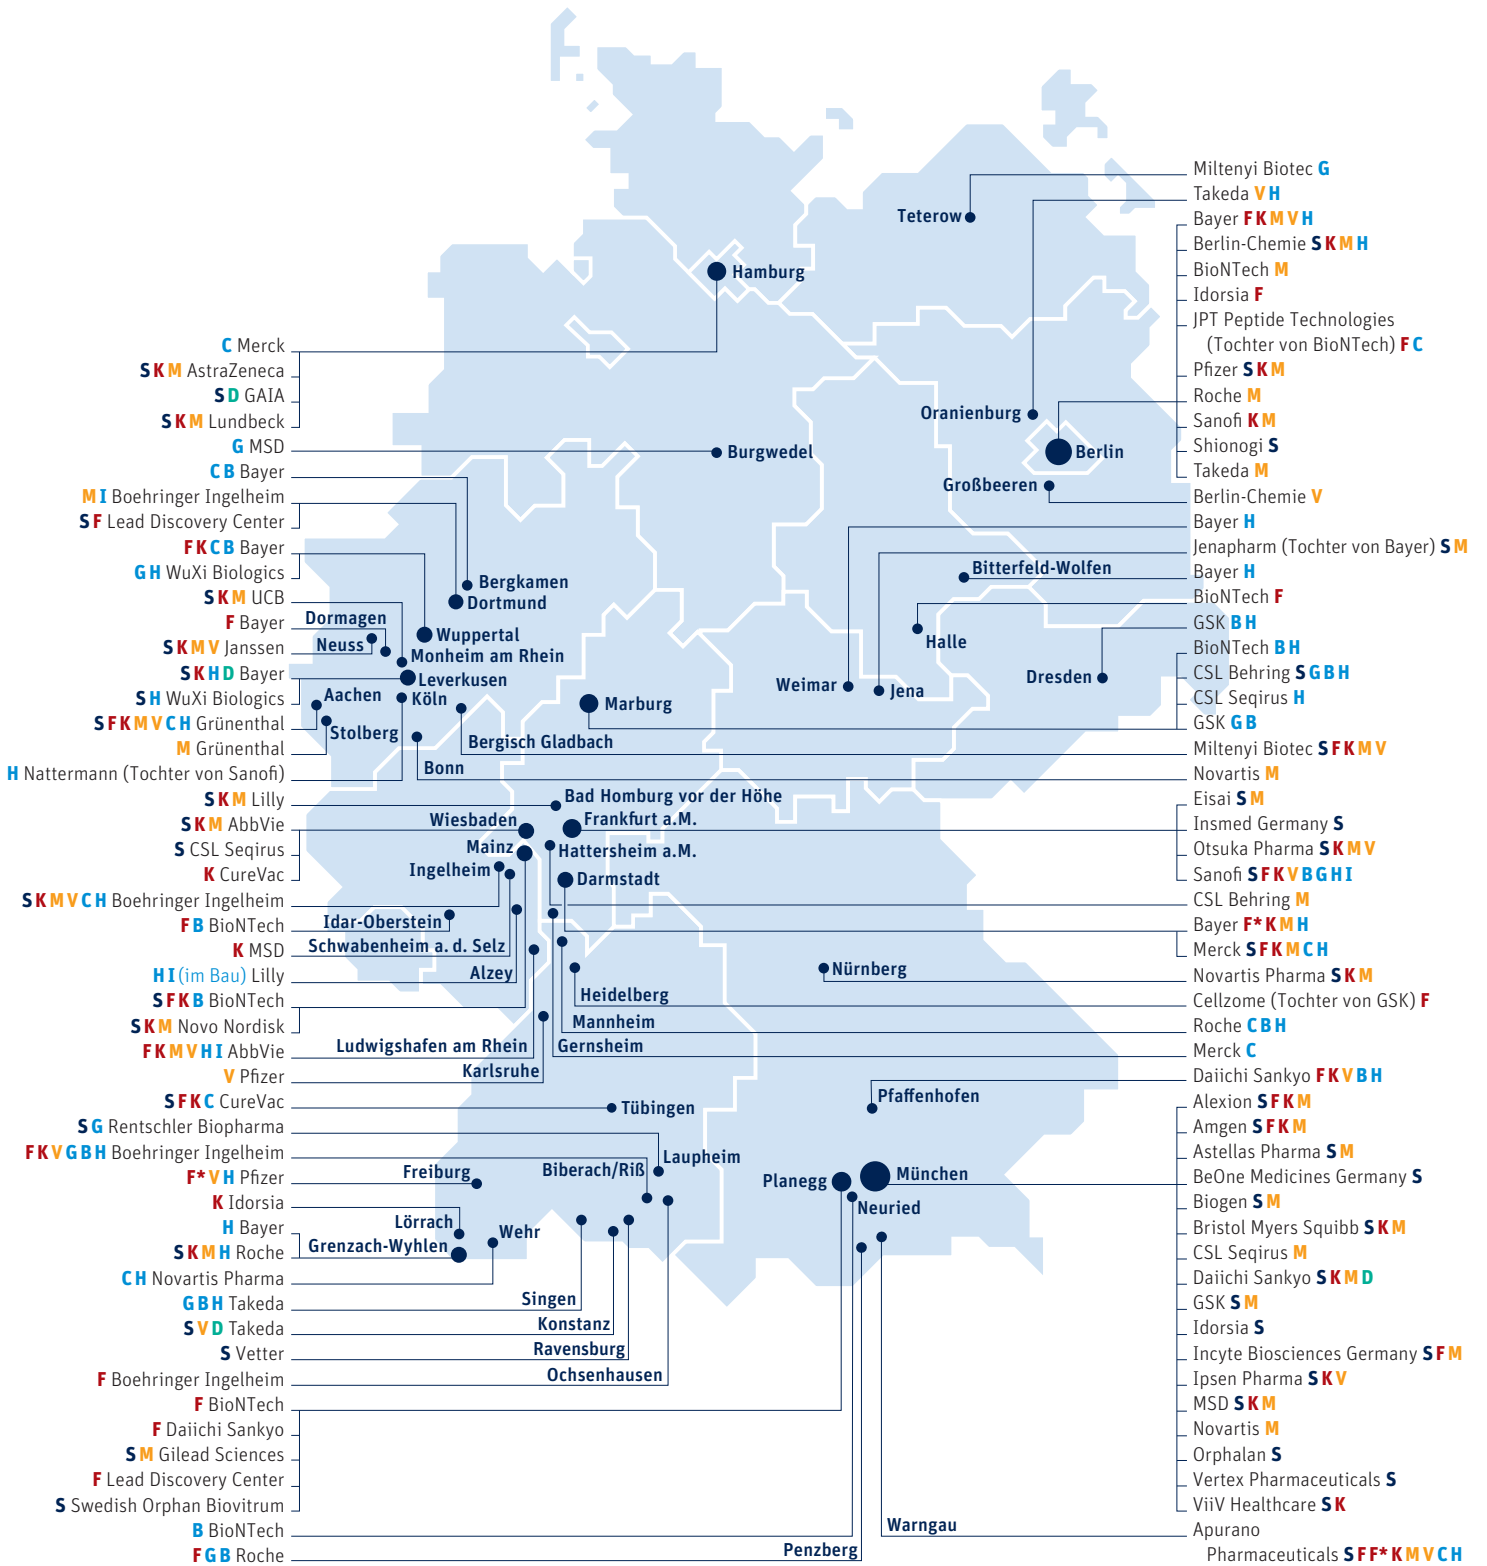 Miltenyi Biotec G
Takeda V H
Bayer F K M V H
Berlin-Chemie S K M H
BioNTech M
Idorsia F
JPT Peptide Technologies
(Tochter von BioNTech) F C
Pfizer S K M
Roche M
Sanofi K M
Shionogi S
Takeda M
Berlin-Chemie V
Bayer H
Jenapharm (Tochter von Bayer) S M
Bayer H
BioNTech F
GSK B H
BioNTech B H
CSL Behring S G B H
CSL Seqirus H
GSK G B
Miltenyi Biotec S F K M V
Novartis M
Eisai S M
Insmed Germany S
Otsuka Pharma S K M V
Sanofi S F K V B G H I
CSL Behring M
Bayer F* K M H
Merck S F K M C H
Novartis Pharma S K M
Cellzome (Tochter von GSK) F
Roche C B H
Merck C
Daiichi Sankyo F K V B H
Alexion S F K M
Amgen S F K M
Astellas Pharma S M
BeOne Medicines Germany S
Biogen S M
Bristol Myers Squibb S K M
CSL Seqirus M
Daiichi Sankyo S K M D
GSK S M
Idorsia S
Incyte Biosciences Germany S F M
Ipsen Pharma S K V
MSD S K M
Novartis M
Orphalan S
Vertex Pharmaceuticals S
ViiV Healthcare S K
Apurano
Pharmaceuticals S F F* K M V C H
C Merck
S K M AstraZeneca
S D GAIA
S K M Lundbeck
G MSD
C B Bayer
M I Boehringer Ingelheim
S F Lead Discovery Center
F K C B Bayer
G H WuXi Biologics
S K M UCB
F Bayer
S K M V Janssen
S K H D Bayer
S H WuXi Biologics
S F K M V C H Grünenthal
M Grünenthal
H Nattermann (Tochter von Sanofi)
S K M Lilly
S K M AbbVie
S CSL Seqirus
K CureVac
S K M V C H Boehringer Ingelheim
F B BioNTech
K MSD
H I (im Bau) Lilly
S F K B BioNTech
S K M Novo Nordisk
F K M V H I AbbVie
V Pfizer
S F K C CureVac
S G Rentschler Biopharma
F K V G B H Boehringer Ingelheim
F* V H Pfizer
K Idorsia
H Bayer
S K M H Roche
C H Novartis Pharma
G B H Takeda
S V D Takeda
S Vetter
F Boehringer Ingelheim
F BioNTech
F Daiichi Sankyo
S M Gilead Sciences
F Lead Discovery Center
S Swedish Orphan Biovitrum
B BioNTech
F G B Roche
Teterow
Hamburg
Oranienburg
Berlin
Burgwedel
Großbeeren
Bitterfeld-Wolfen
Bergkamen
Dortmund
Dormagen
Wuppertal
Neuss
Monheim am Rhein
Halle
Leverkusen
Dresden
Weimar
Jena
Aachen
Köln
Marburg
Stolberg
Bergisch Gladbach
Bonn
Bad Homburg vor der Höhe
Wiesbaden
Frankfurt a.M.
Mainz
Hattersheim a.M.
Ingelheim
Darmstadt
Idar-Oberstein
Schwabenheim a. d. Selz
Alzey
Nürnberg
Heidelberg
Mannheim
Ludwigshafen am Rhein
Gernsheim
Karlsruhe
Pfaffenhofen
Tübingen
Laupheim
Biberach/Riß
Freiburg
Planegg
München
Neuried
Lörrach
Wehr
Grenzach-Wyhlen
Singen
Konstanz
Ravensburg
Ochsenhausen
Warngau
Penzberg